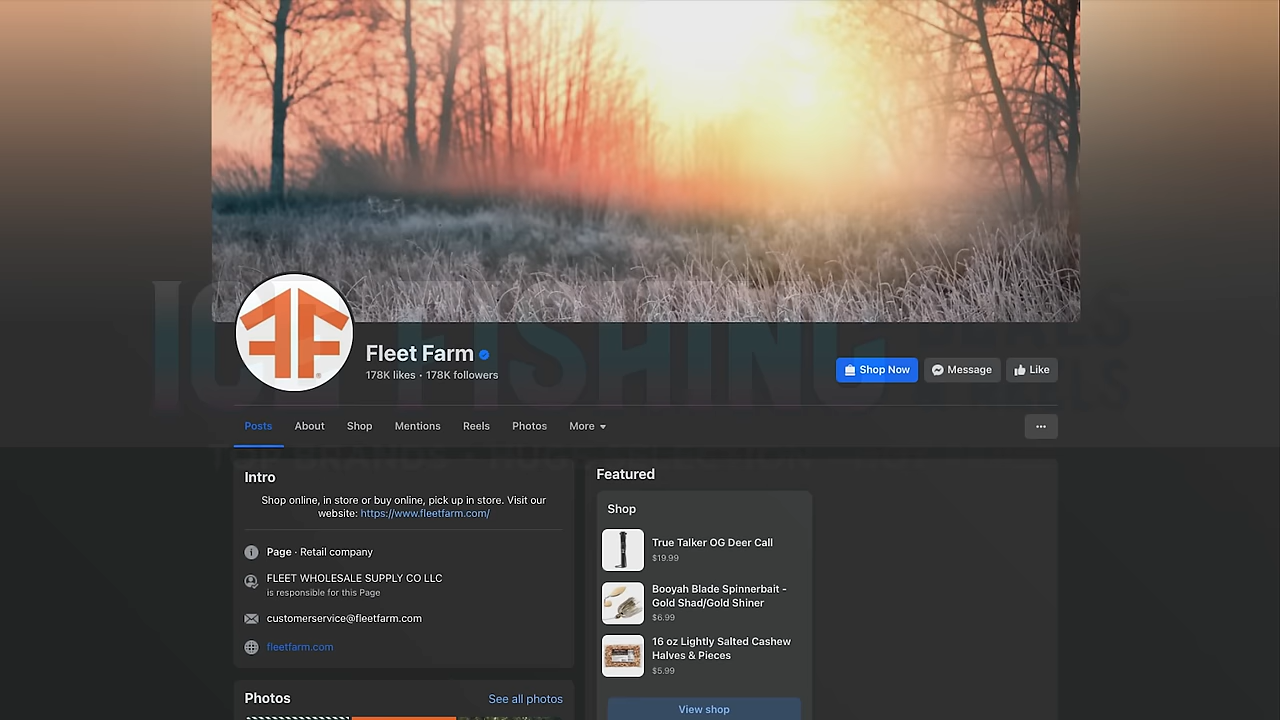 ICE FISHING
Fleet Farm
178K likes · 178K followers
Shop Now
Message
Like
Posts
About
Shop
Mentions
Reels
Photos
More
Intro
Shop online, in store or buy online, pick up in store. Visit our
website: https://www.fleetfarm.com/
Page · Retail company
FLEET WHOLESALE SUPPLY CO LLC
is responsible for this Page
customerservice@fleetfarm.com
fleetfarm.com
Photos
See all photos
Featured
Shop
True Talker OG Deer Call
$19.99
Booyah Blade Spinnerbait -
Gold Shad/Gold Shiner
$6.99
16 oz Lightly Salted Cashew
Halves & Pieces
$5.99
View shop